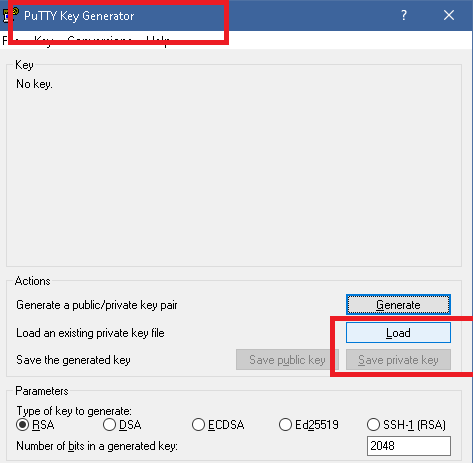 PuTTY Key Generator ? ✕
Key Conversions Help
Key
No key.
Actions
Generate a public/private key pair Generate
Load an existing private key file Load
Save the generated key Save public key Save private key
Parameters
Type of key to generate:
RSA DSA ECDSA Ed25519 SSH-1 (RSA)
Number of bits in a generated key: 2048